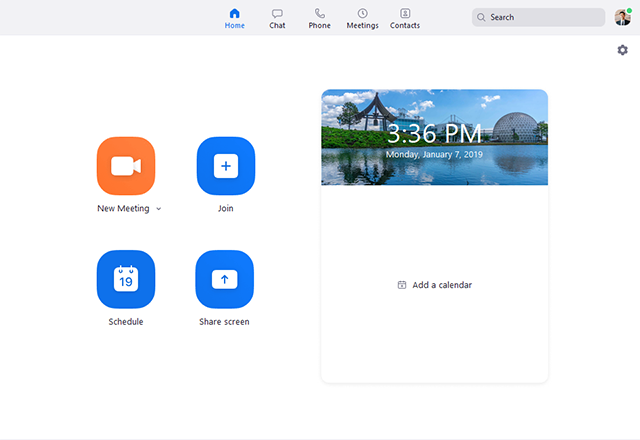 Home
Chat
Phone
Meetings
Contacts
Search
3:36 PM
Monday, January 7, 2019
New Meeting
Join
19
Schedule
Share screen
Add a calendar